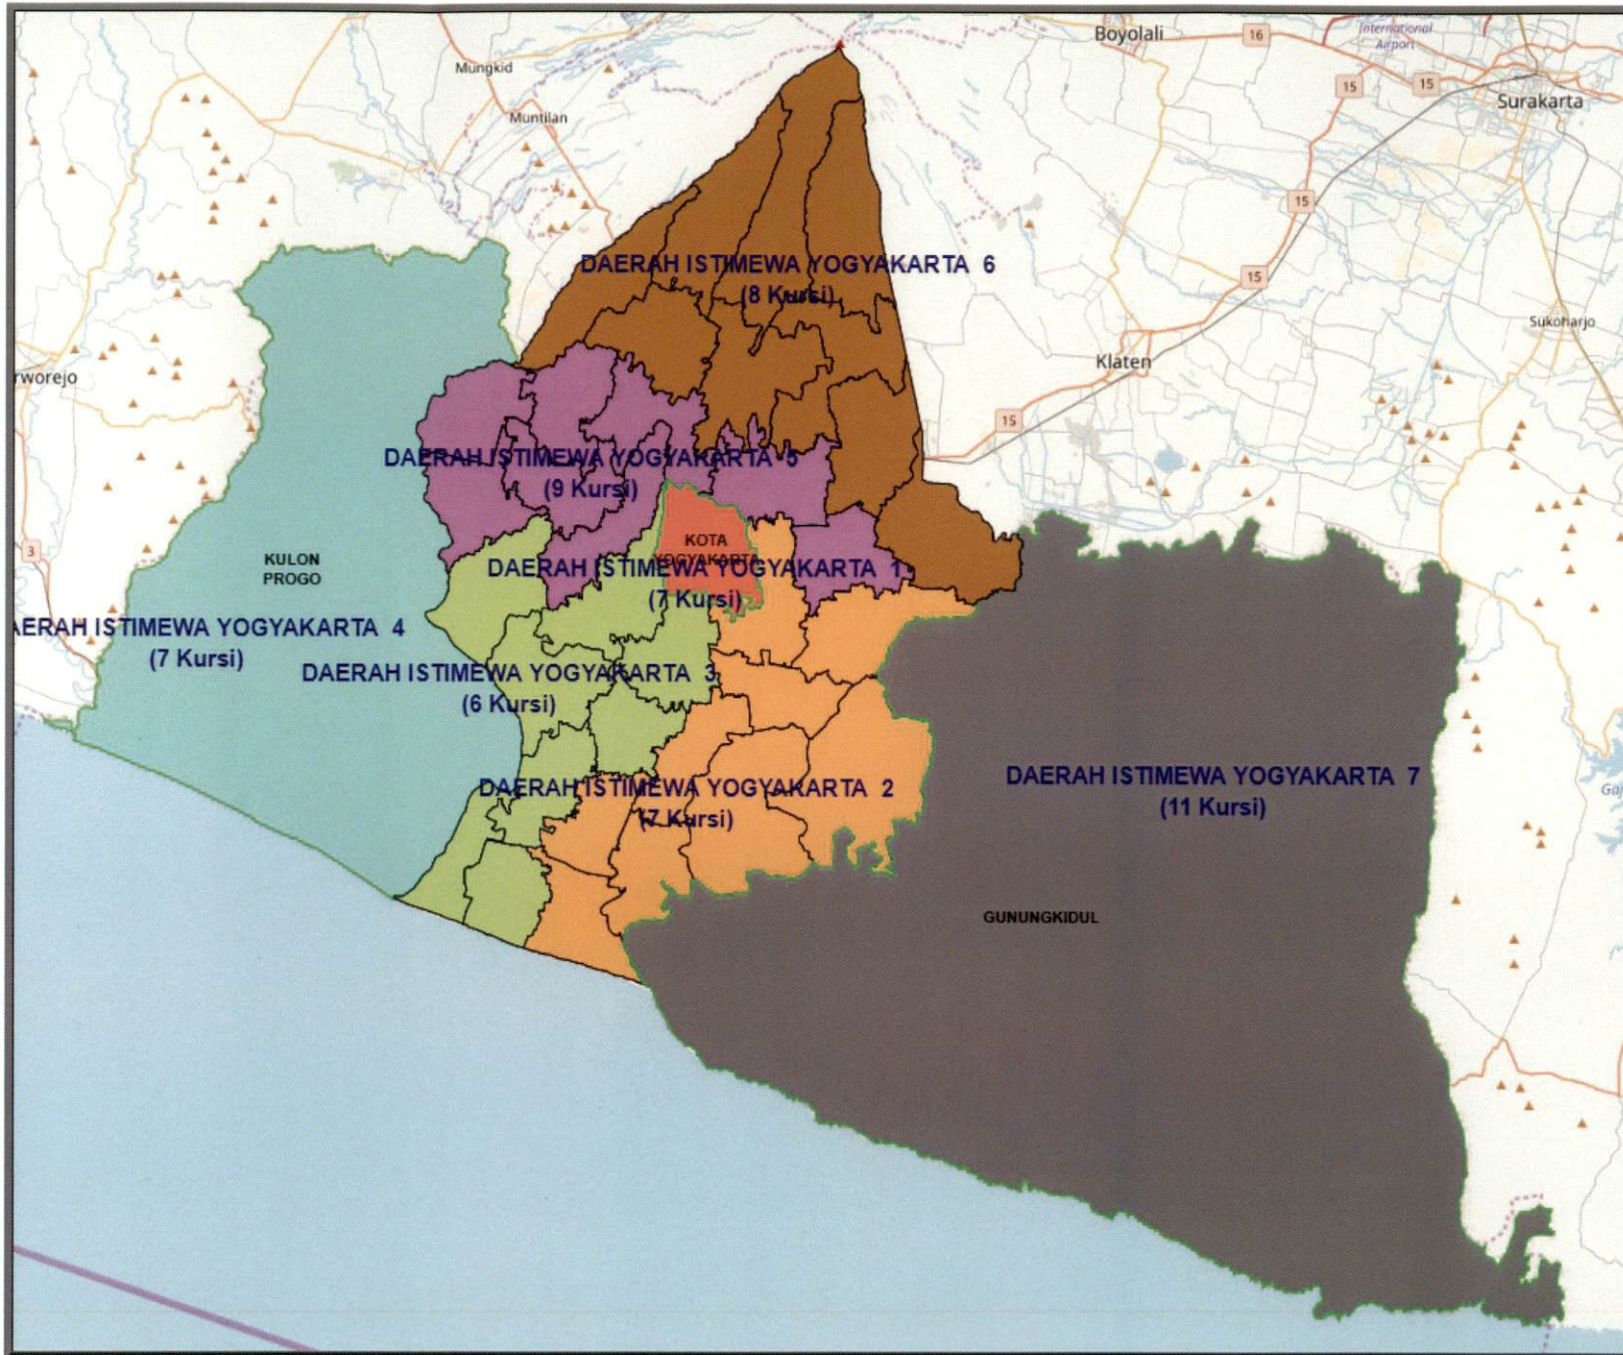 Boyolali
16
International
Airport
Mungkid
15
15
Surakarta
Muntilan
15
DAERAH ISTIMEWA YOGYAKARTA 6
(8 Kursi)
15
Sukoharjo
rworejo
Klaten
15
DAERAH ISTIMEWA YOGYAKARTA 5
(9 Kursi)
3
KULON
PROGO
KOTA
YOGYAKARTA
DAERAH ISTIMEWA YOGYAKARTA 1
(7 Kursi)
AERAH ISTIMEWA YOGYAKARTA 4
(7 Kursi)
DAERAH ISTIMEWA YOGYAKARTA 3
(6 Kursi)
DAERAH ISTIMEWA YOGYAKARTA 7
(11 Kursi)
DAERAH ISTIMEWA YOGYAKARTA 2
(7 Kursi)
Gaj
GUNUNGKIDUL